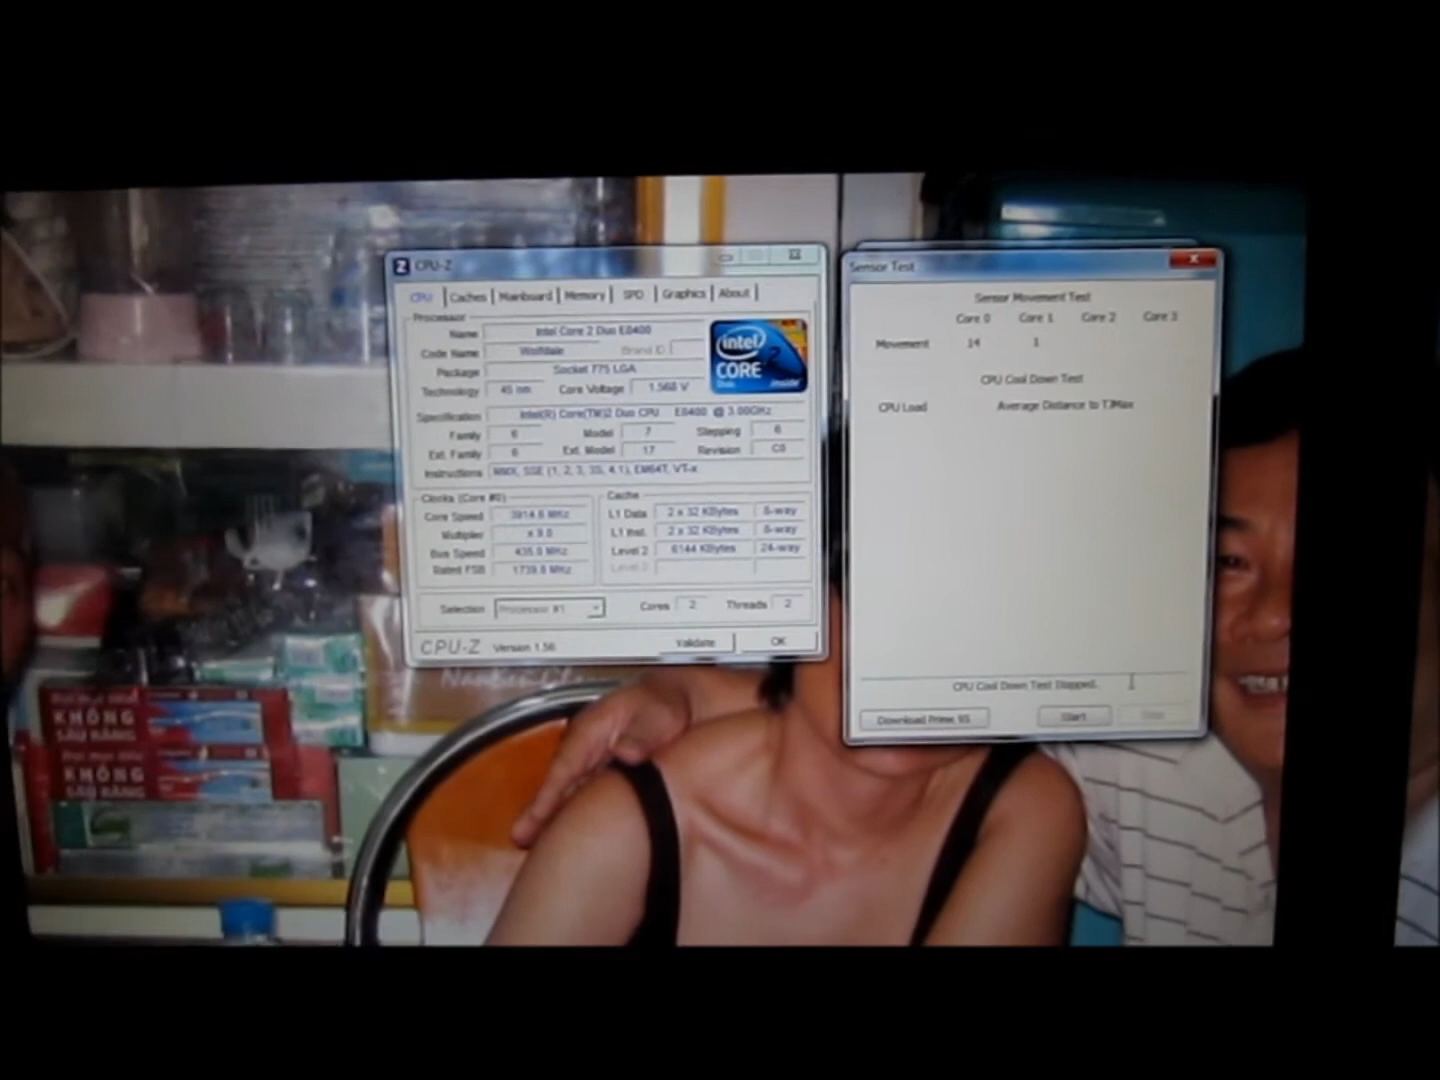 CPU-Z
CPU Caches Mainboard Memory SPD Graphics About
Processor
Name Intel Core 2 Duo E8400
Code Name Wolfdale Brand ID
Package Socket 775 LGA
Technology 45 nm Core Voltage 1.568 V
intel
CORE 2
Duo inside
Specification Intel(R) Core(TM)2 Duo CPU E8400 @ 3.00GHz
Family 6 Model 7 Stepping 6
Ext. Family 6 Ext. Model 17 Revision C0
Instructions MMX, SSE (1, 2, 3, 3S, 4.1), EM64T, VT-x
Clocks (Core #0)
Core Speed 3914.6 MHz
Multiplier x 9.0
Bus Speed 435.0 MHz
Rated FSB 1739.8 MHz
Cache
L1 Data 2 x 32 KBytes 8-way
L1 Inst. 2 x 32 KBytes 8-way
Level 2 6144 KBytes 24-way
Level 3
Selection Processor #1 Cores 2 Threads 2
CPU-Z Version 1.56 Validate OK
Sensor Test
Sensor Movement Test
Core 0 Core 1 Core 2 Core 3
Movement 14 1
CPU Cool Down Test
CPU Load Average Distance to TJMax
CPU Cool Down Test Stopped.
Download Prime 95 Start Stop
KHÔNG
SÂU RĂNG
KHÔNG
SÂU RĂNG